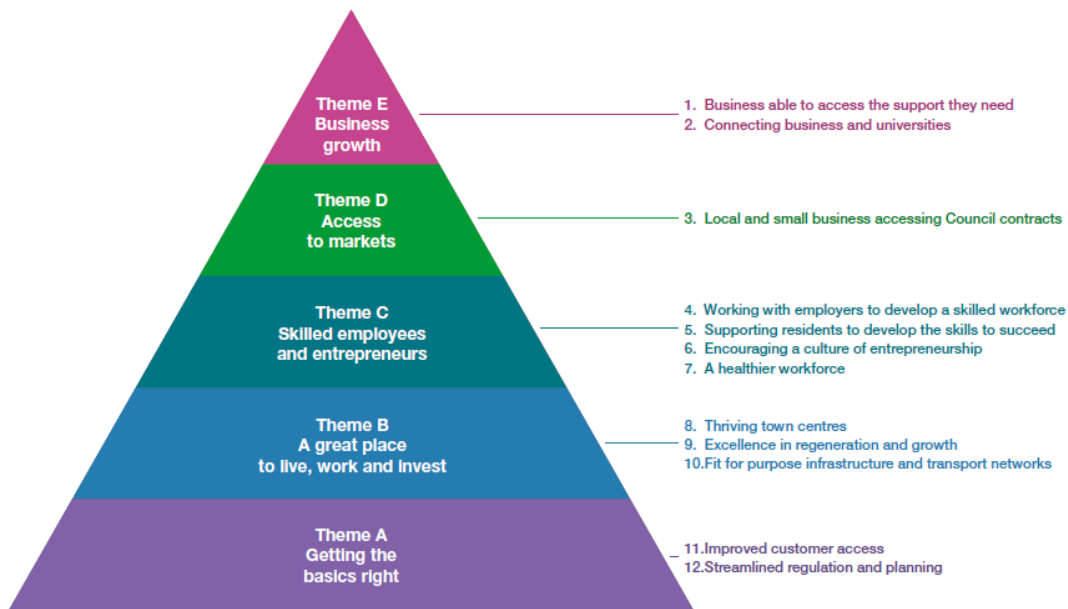 Theme E
Business
growth
1. Business able to access the support they need
2. Connecting business and universities
Theme D
Access
to markets
3. Local and small business accessing Council contracts
Theme C
Skilled employees
and entrepreneurs
4. Working with employers to develop a skilled workforce
5. Supporting residents to develop the skills to succeed
6. Encouraging a culture of entrepreneurship
7. A healthier workforce
Theme B
A great place
to live, work and invest
8. Thriving town centres
9. Excellence in regeneration and growth
10.Fit for purpose infrastructure and transport networks
Theme A
Getting the
basics right
11.Improved customer access
12.Streamlined regulation and planning